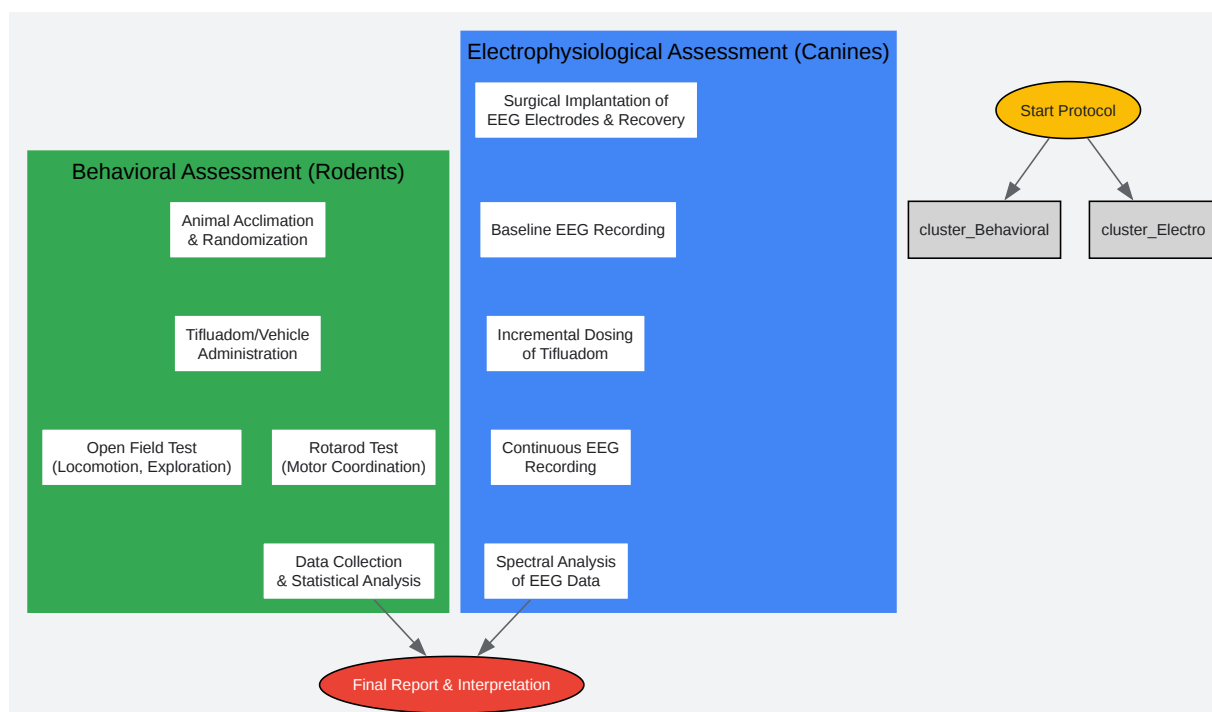 Electrophysiological Assessment (Canines)
Surgical Implantation of
EEG Electrodes & Recovery
Baseline EEG Recording
Incremental Dosing
of Tifluadom
Continuous EEG
Recording
Spectral Analysis
of EEG Data
Behavioral Assessment (Rodents)
Animal Acclimation
& Randomization
Tifluadom/Vehicle
Administration
Open Field Test
(Locomotion, Exploration)
Rotarod Test
(Motor Coordination)
Data Collection
& Statistical Analysis
Start Protocol
cluster_Behavioral
cluster_Electro
Final Report & Interpretation